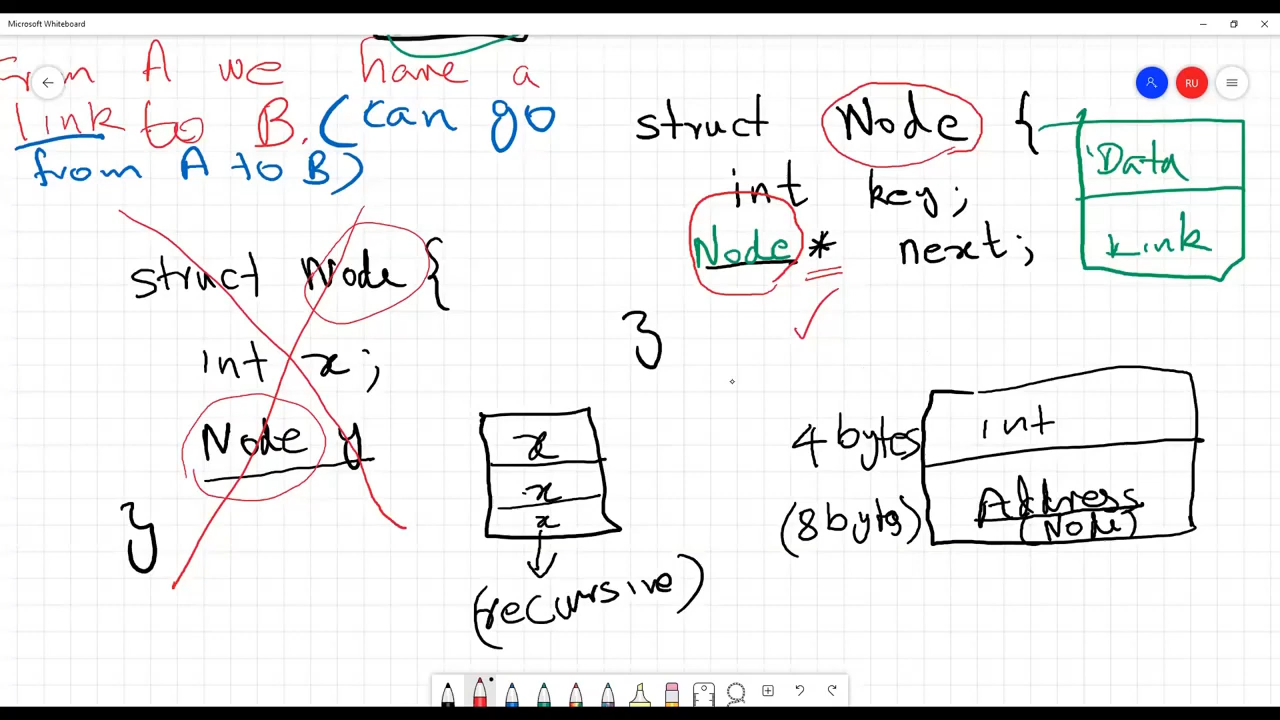 Microsoft Whiteboard
From A we have a
link to B. (can go
from A to B)
RU
struct Node {
int key;
Node * next;
}
Data
Link
struct Node {
int x;
Node y
}
x
x
x
(recursive)
4 bytes
int
(8 bytes)
Address
(Node)